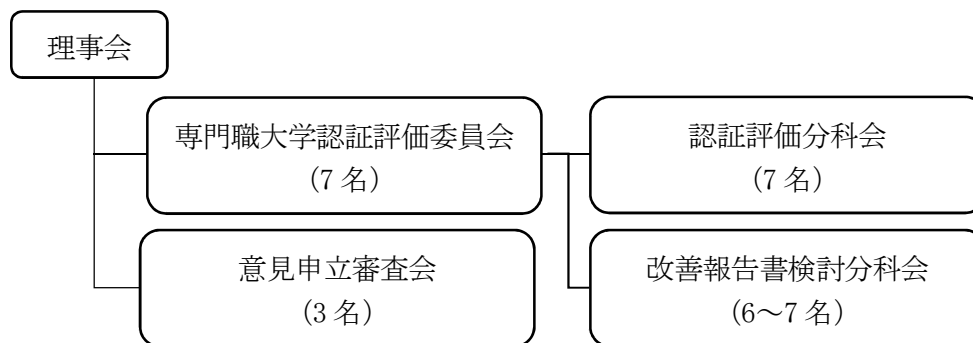 理事会
専門職大学認証評価委員会
(7 名)
認証評価分科会
(7 名)
意見申立審査会
(3 名)
改善報告書検討分科会
(6～7 名)